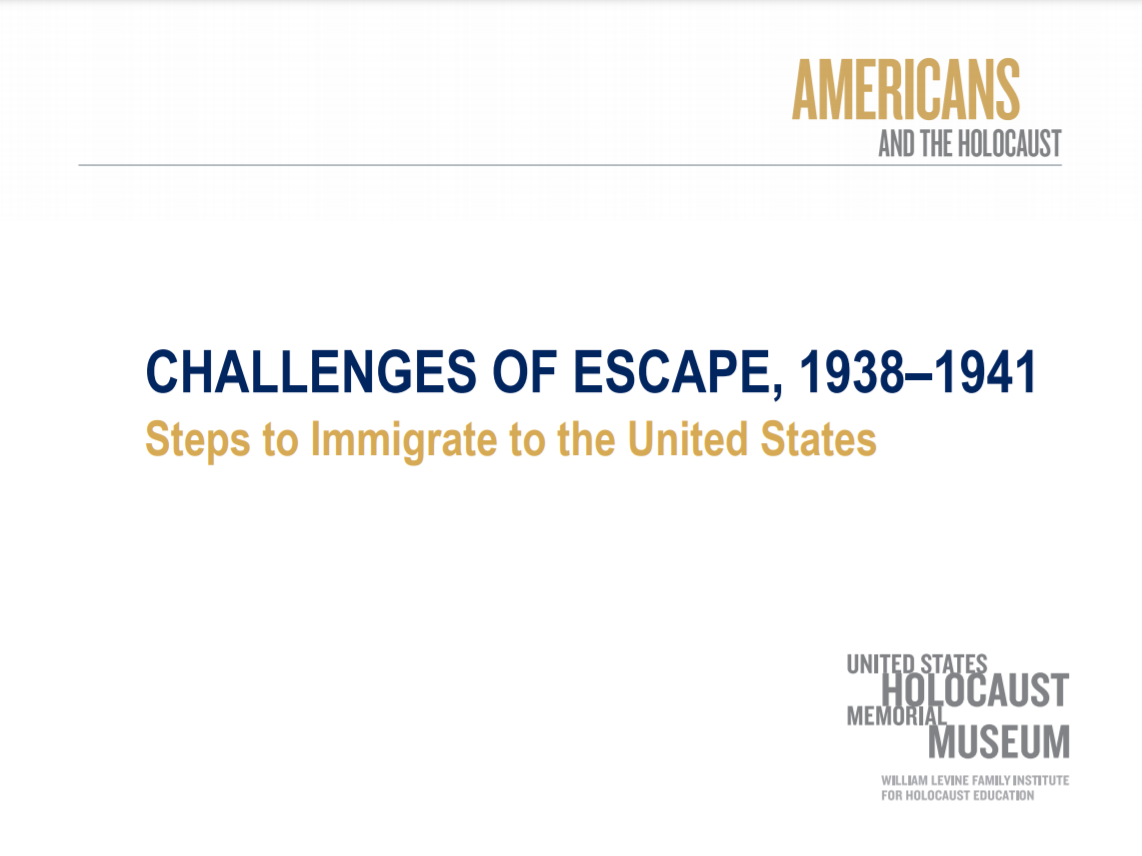 AMERICANS
AND THE HOLOCAUST
CHALLENGES OF ESCAPE, 1938–1941
Steps to Immigrate to the United States
UNITED STATES
HOLOCAUST
MEMORIAL
MUSEUM
WILLIAM LEVINE FAMILY INSTITUTE
FOR HOLOCAUST EDUCATION